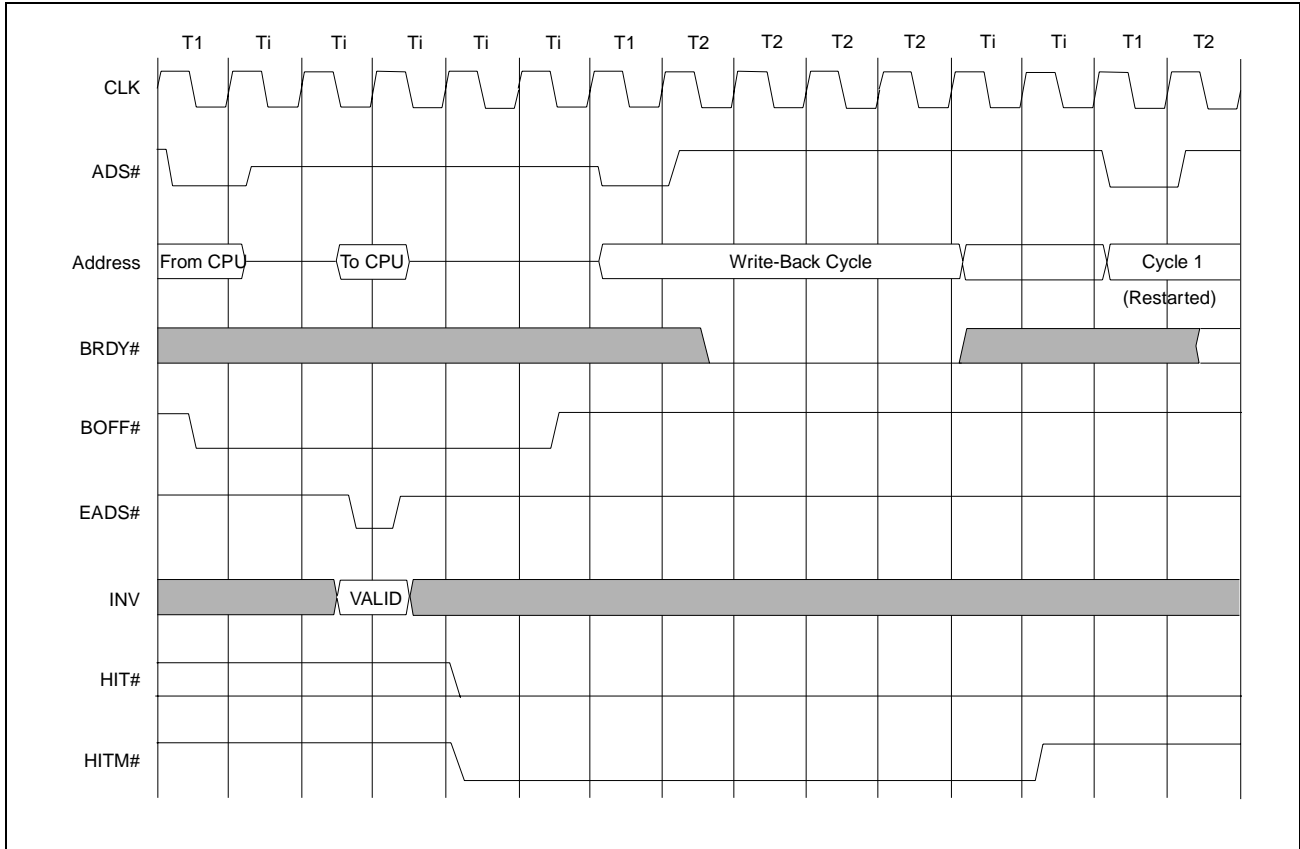 T1 Ti Ti Ti Ti Ti T1 T2 T2 T2 T2 Ti Ti T1 T2
CLK
ADS#
Address From CPU To CPU Write-Back Cycle Cycle 1
(Restarted)
BRDY#
BOFF#
EADS#
INV VALID
HIT#
HITM#